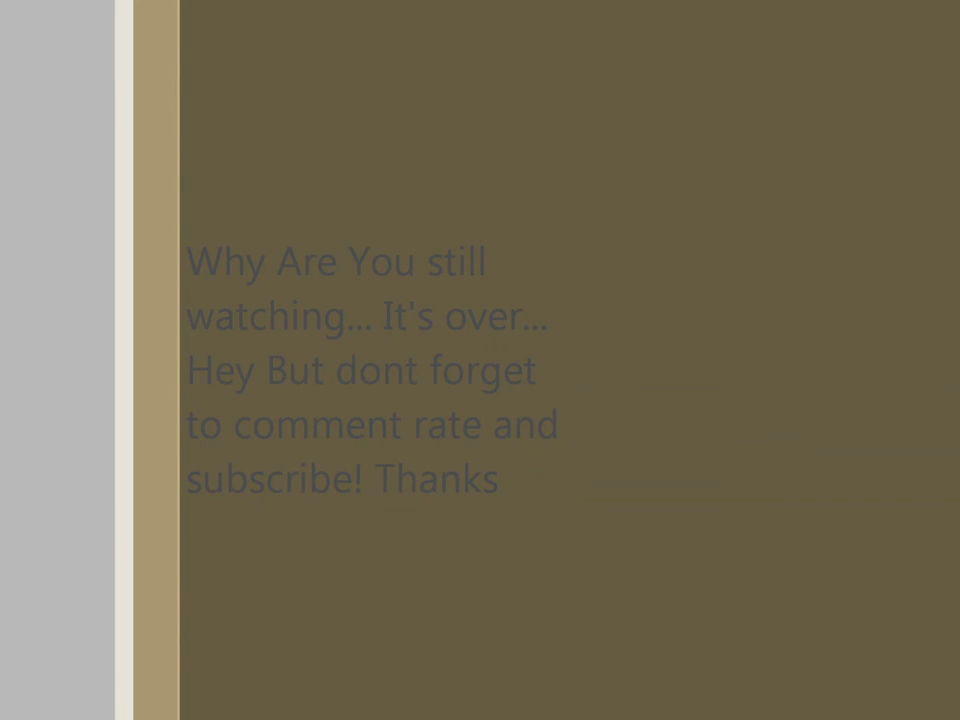 Why Are You still
watching... It's over...
Hey But dont forget
to comment rate and
subscribe! Thanks